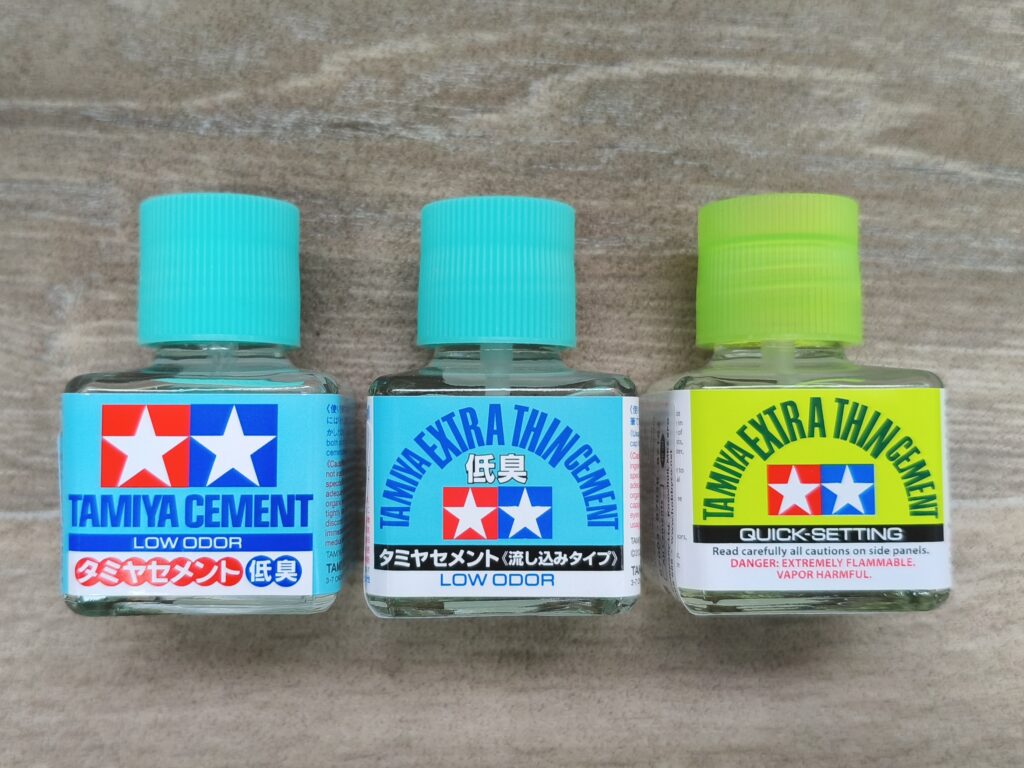 TAMIYA CEMENT
LOW ODOR
タミヤセメント 低臭
TAMIYA EXTRA THIN CEMENT
低臭
タミヤセメント〈流し込みタイプ〉
LOW ODOR
TAMIYA EXTRA THIN CEMENT
QUICK-SETTING
Read carefully all cautions on side panels.
DANGER: EXTREMELY FLAMMABLE.
VAPOR HARMFUL.